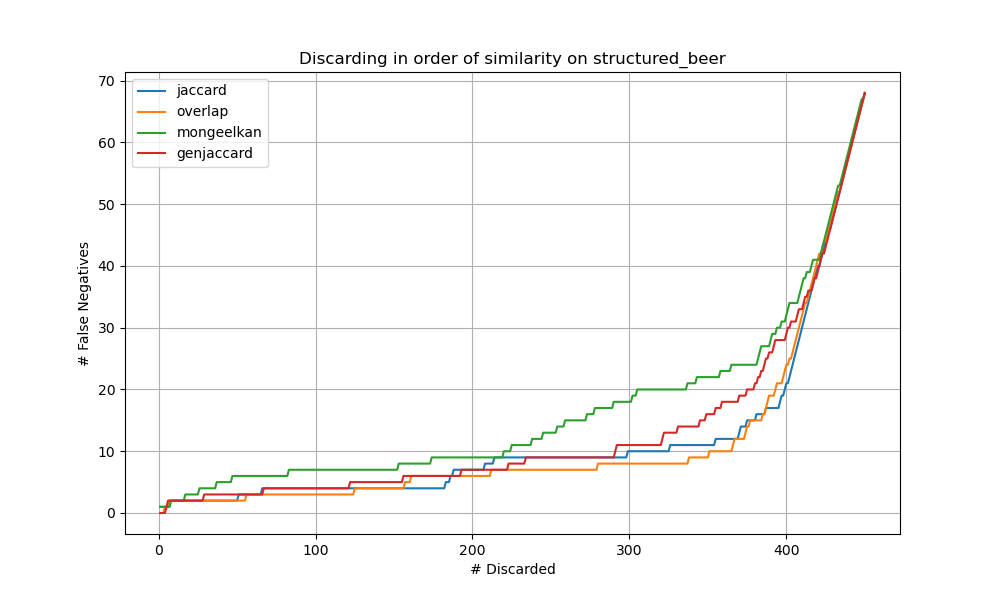 Discarding in order of similarity on structured_beer
jaccard
overlap
mongeelkan
genjaccard
# False Negatives
70
60
50
40
30
20
10
0
0 100 200 300 400
# Discarded